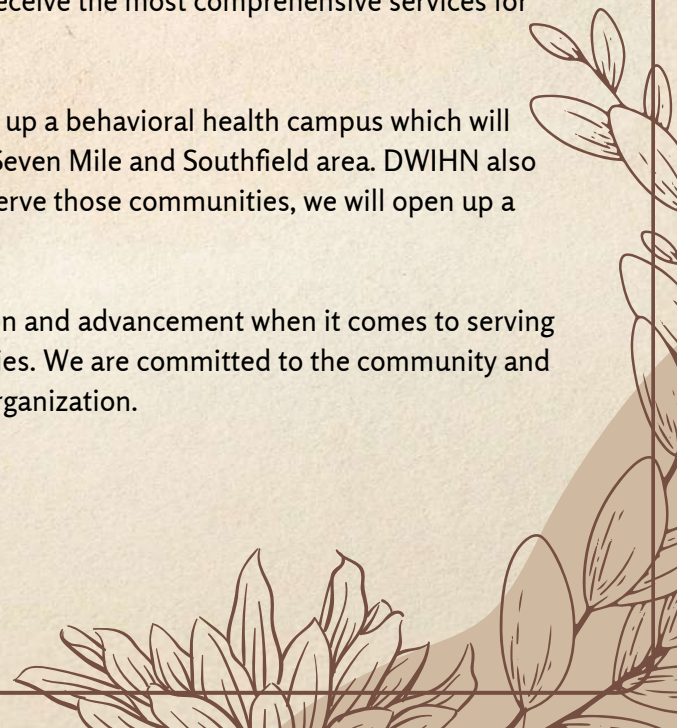 eceive the most comprehensive services for
up a behavioral health campus which will
Seven Mile and Southfield area. DWIHN also
erve those communities, we will open up a
n and advancement when it comes to serving
ies. We are committed to the community and
rganization.